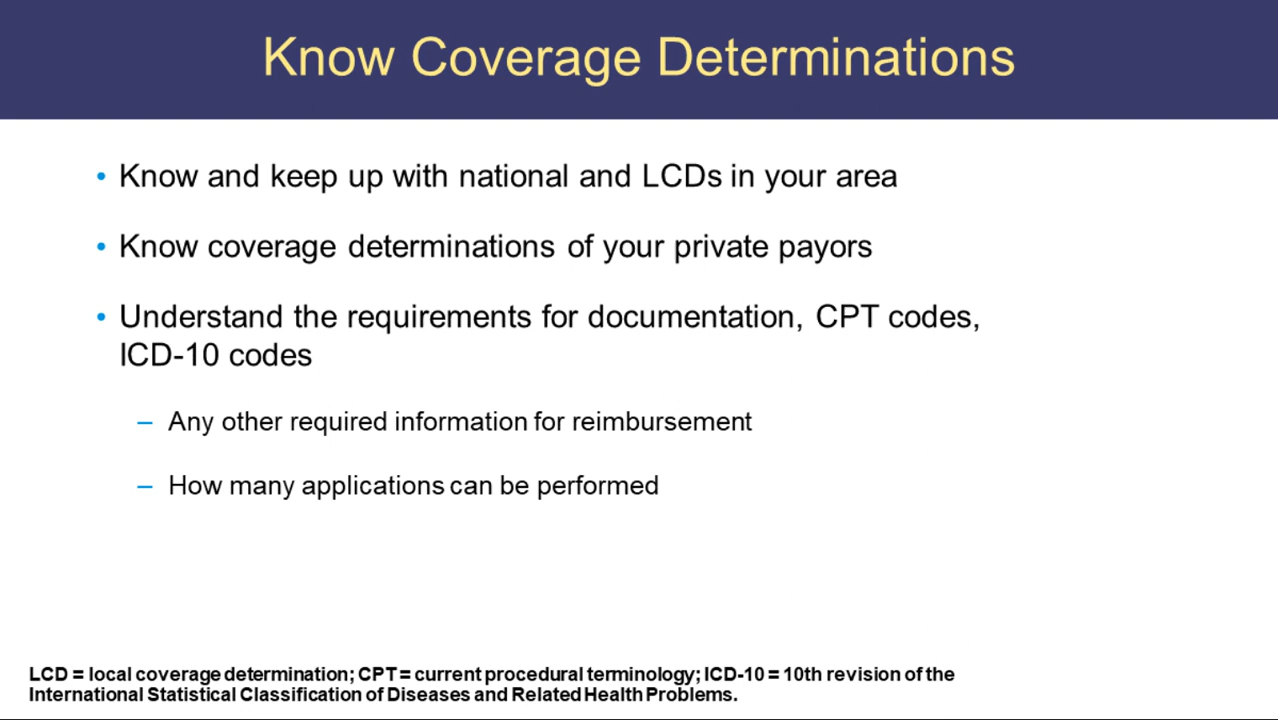 Know Coverage Determinations
• Know and keep up with national and LCDs in your area
• Know coverage determinations of your private payors
• Understand the requirements for documentation, CPT codes,
ICD-10 codes
– Any other required information for reimbursement
– How many applications can be performed
LCD = local coverage determination; CPT = current procedural terminology; ICD-10 = 10th revision of the
International Statistical Classification of Diseases and Related Health Problems.